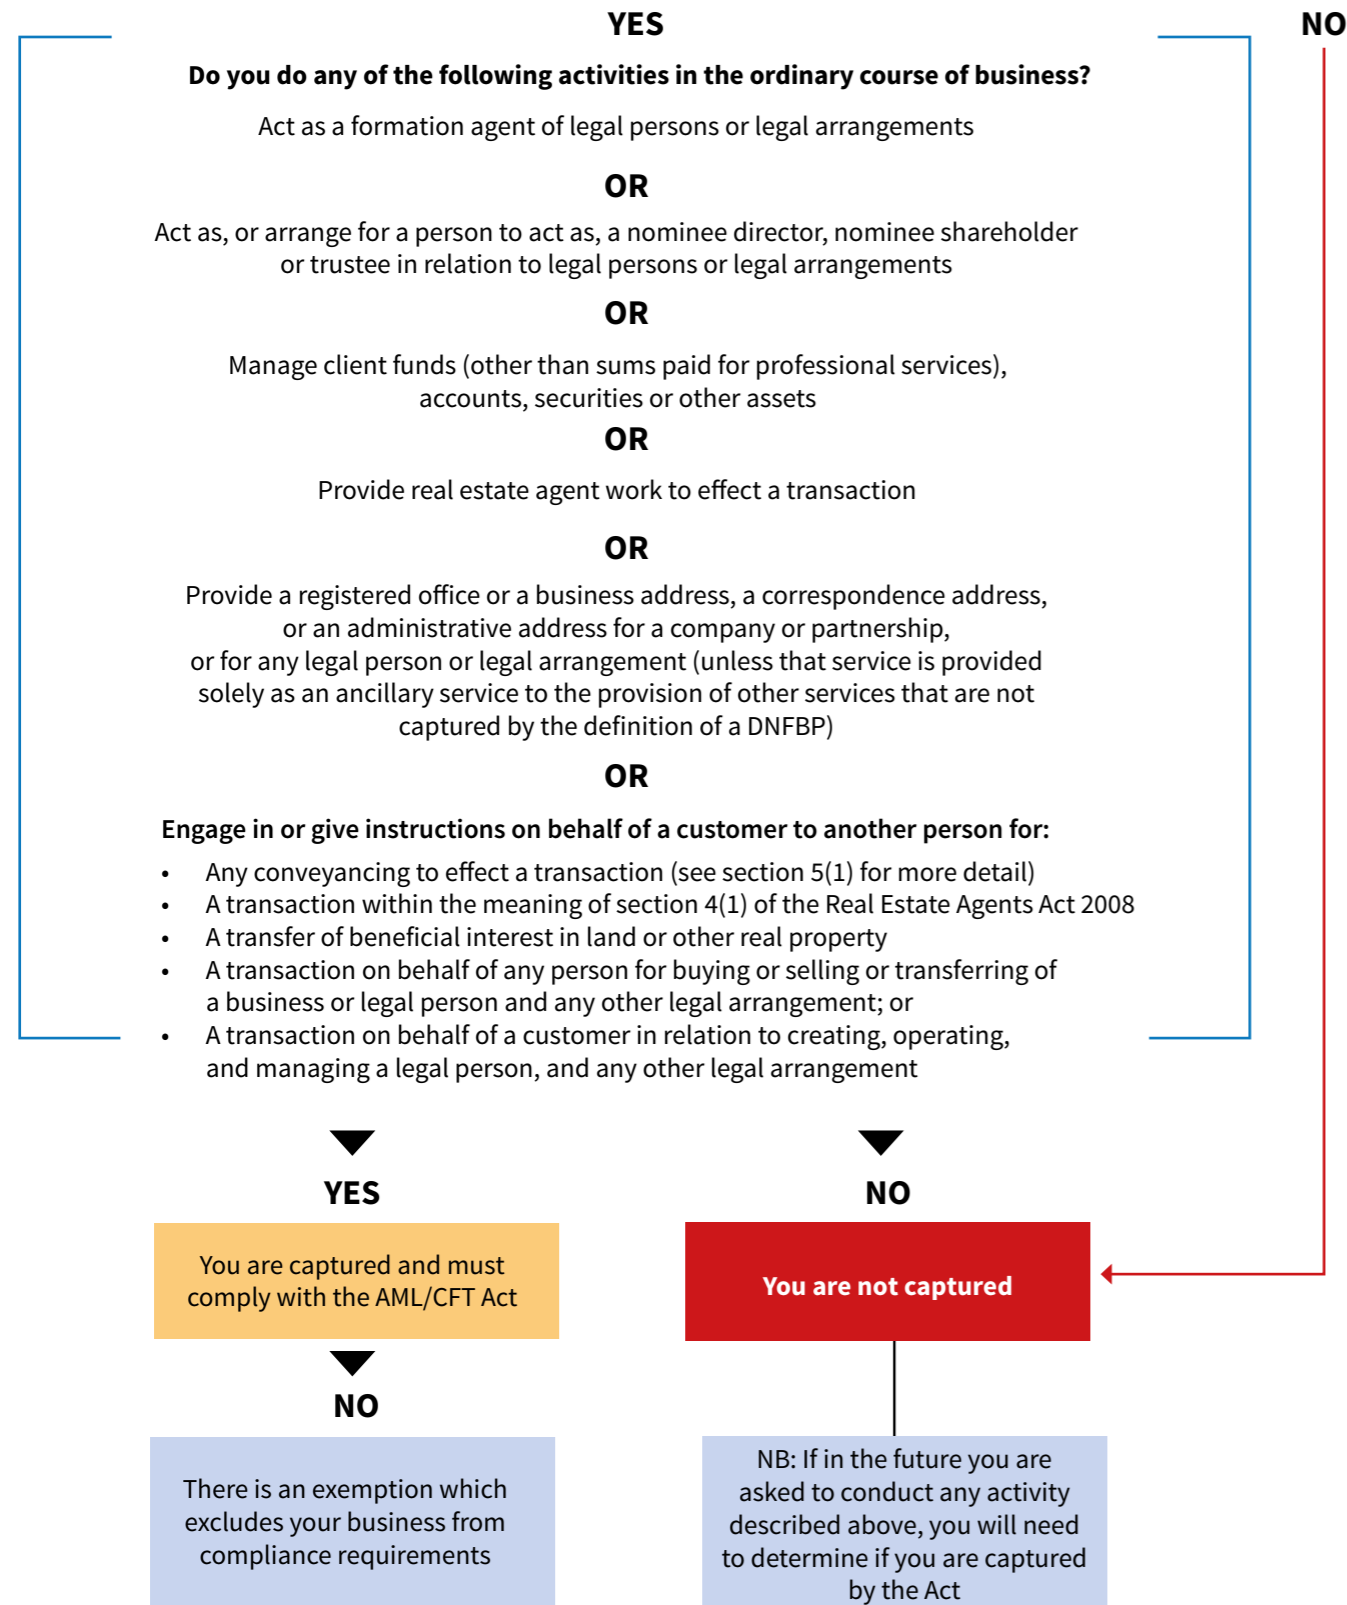 YES
NO
Do you do any of the following activities in the ordinary course of business?
Act as a formation agent of legal persons or legal arrangements
OR
Act as, or arrange for a person to act as, a nominee director, nominee shareholder
or trustee in relation to legal persons or legal arrangements
OR
Manage client funds (other than sums paid for professional services),
accounts, securities or other assets
OR
Provide real estate agent work to effect a transaction
OR
Provide a registered office or a business address, a correspondence address,
or an administrative address for a company or partnership,
or for any legal person or legal arrangement (unless that service is provided
solely as an ancillary service to the provision of other services that are not
captured by the definition of a DNFBP)
OR
Engage in or give instructions on behalf of a customer to another person for:
• Any conveyancing to effect a transaction (see section 5(1) for more detail)
• A transaction within the meaning of section 4(1) of the Real Estate Agents Act 2008
• A transfer of beneficial interest in land or other real property
• A transaction on behalf of any person for buying or selling or transferring of
a business or legal person and any other legal arrangement; or
• A transaction on behalf of a customer in relation to creating, operating,
and managing a legal person, and any other legal arrangement
YES
You are captured and must
comply with the AML/CFT Act
NO
There is an exemption which
excludes your business from
compliance requirements
NO
You are not captured
NB: If in the future you are
asked to conduct any activity
described above, you will need
to determine if you are captured
by the Act